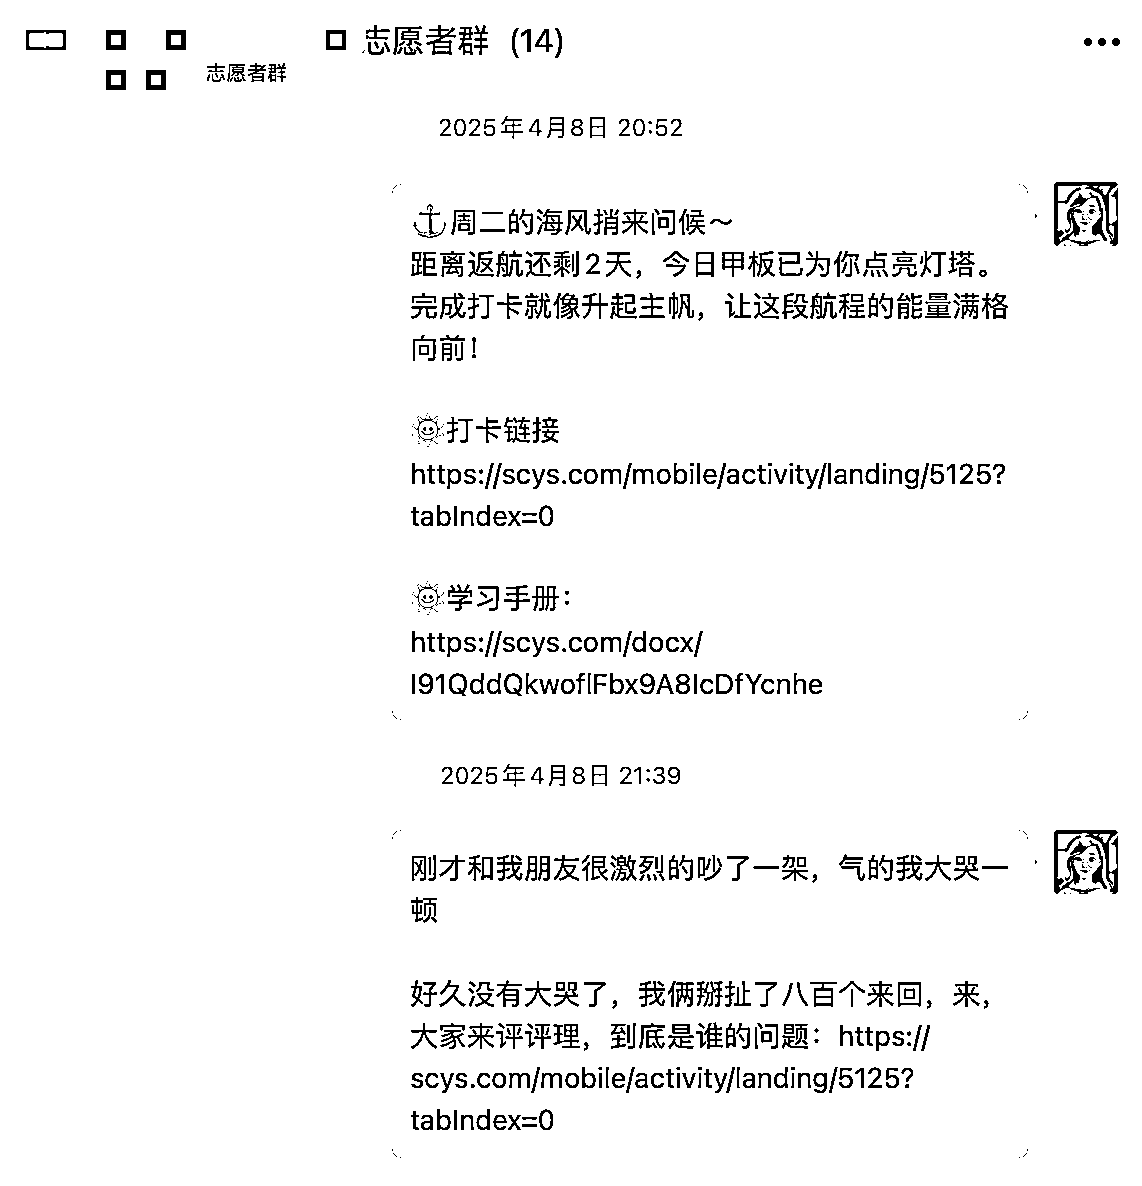 志愿者群 (14)
志愿者群
2025年4月8日 20:52
周二的海风捎来问候～
距离返航还剩2天，今日甲板已为你点亮灯塔。
完成打卡就像升起主帆，让这段航程的能量满格
向前！
打卡链接
https://scys.com/mobile/activity/landing/5125?
tabIndex=0
学习手册：
https://scys.com/docx/
I91QddQkwoflFbx9A8IcDfYcnhe
2025年4月8日 21:39
刚才和我朋友很激烈的吵了一架，气的我大哭一
顿
好久没有大哭了，我俩掰扯了八百个来回，来，
大家来评评理，到底是谁的问题：https://
scys.com/mobile/activity/landing/5125?
tabIndex=0